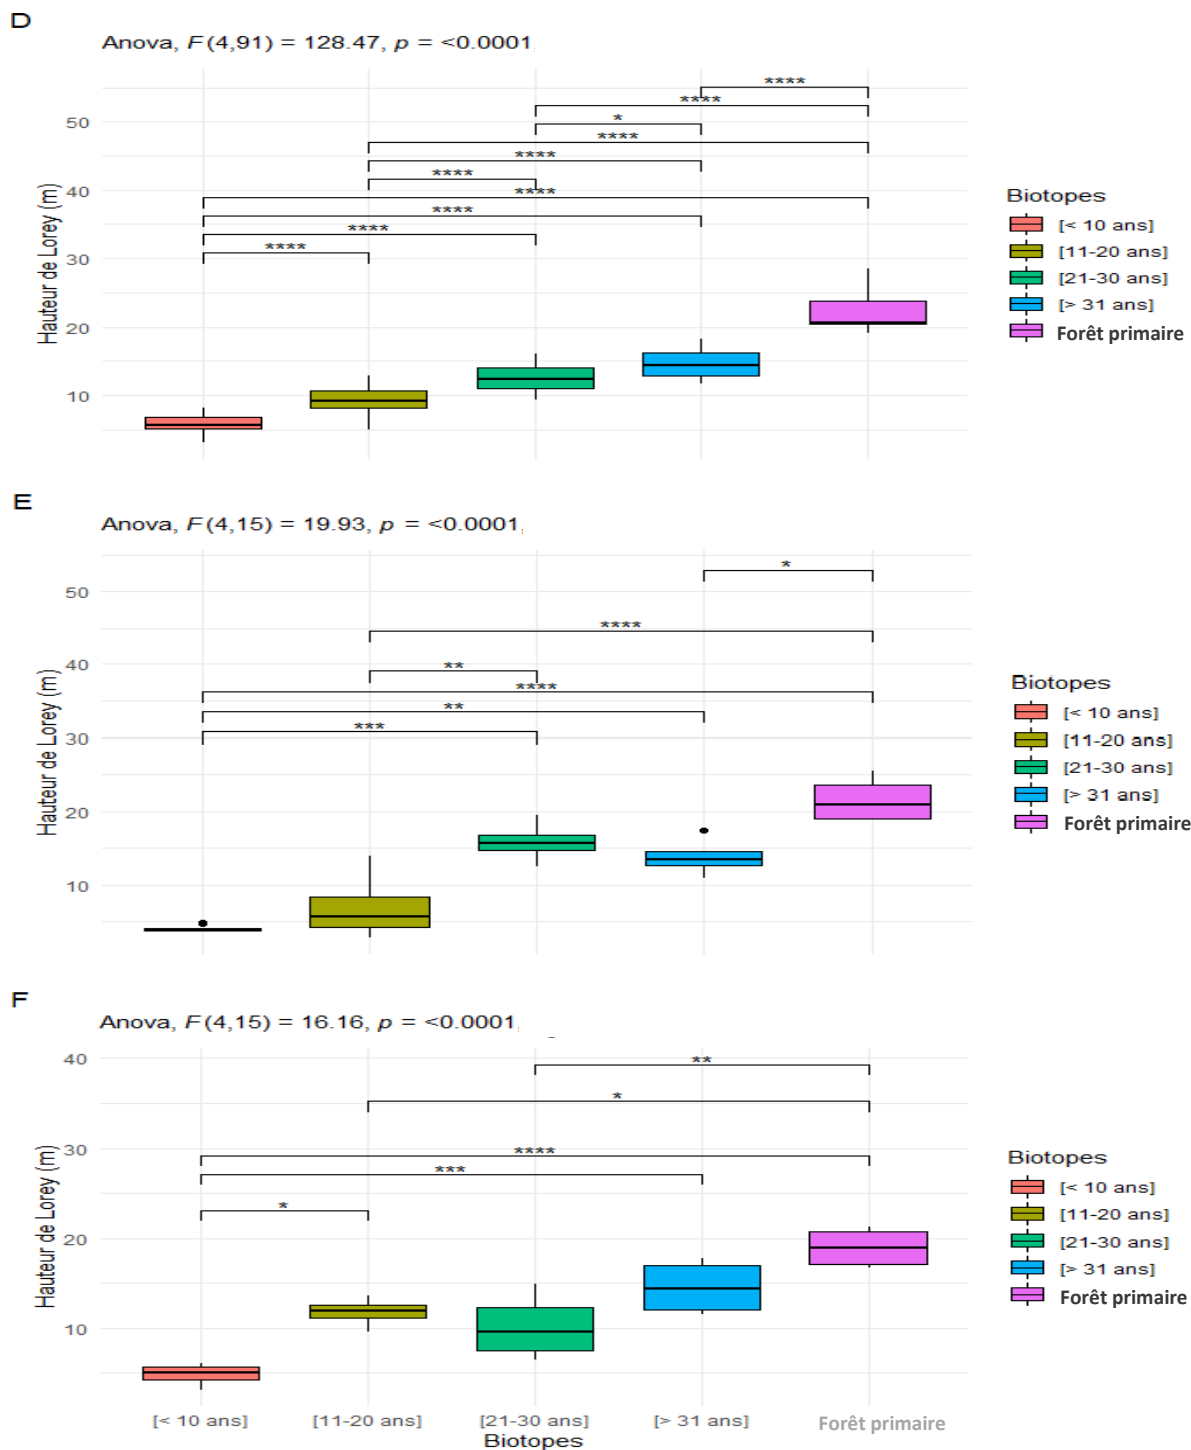 D
Anova, F(4,91) = 128.47, p = <0.0001,
****
****
*
****
****
****
****
****
****
****
50
40
30
20
10
Hauteur de Lorey (m)
Biotopes
[< 10 ans]
[11-20 ans]
[21-30 ans]
[> 31 ans]
Forêt primaire
E
Anova, F(4,15) = 19.93, p = <0.0001,
*
****
**
****
**
***
50
40
30
20
10
Hauteur de Lorey (m)
Biotopes
[< 10 ans]
[11-20 ans]
[21-30 ans]
[> 31 ans]
Forêt primaire
F
Anova, F(4,15) = 16.16, p = <0.0001,
**
*
****
***
*
40
30
20
10
Hauteur de Lorey (m)
Biotopes
[< 10 ans]
[11-20 ans]
[21-30 ans]
[> 31 ans]
Forêt primaire
[< 10 ans] [11-20 ans] [21-30 ans] [> 31 ans] Forêt primaire
Biotopes